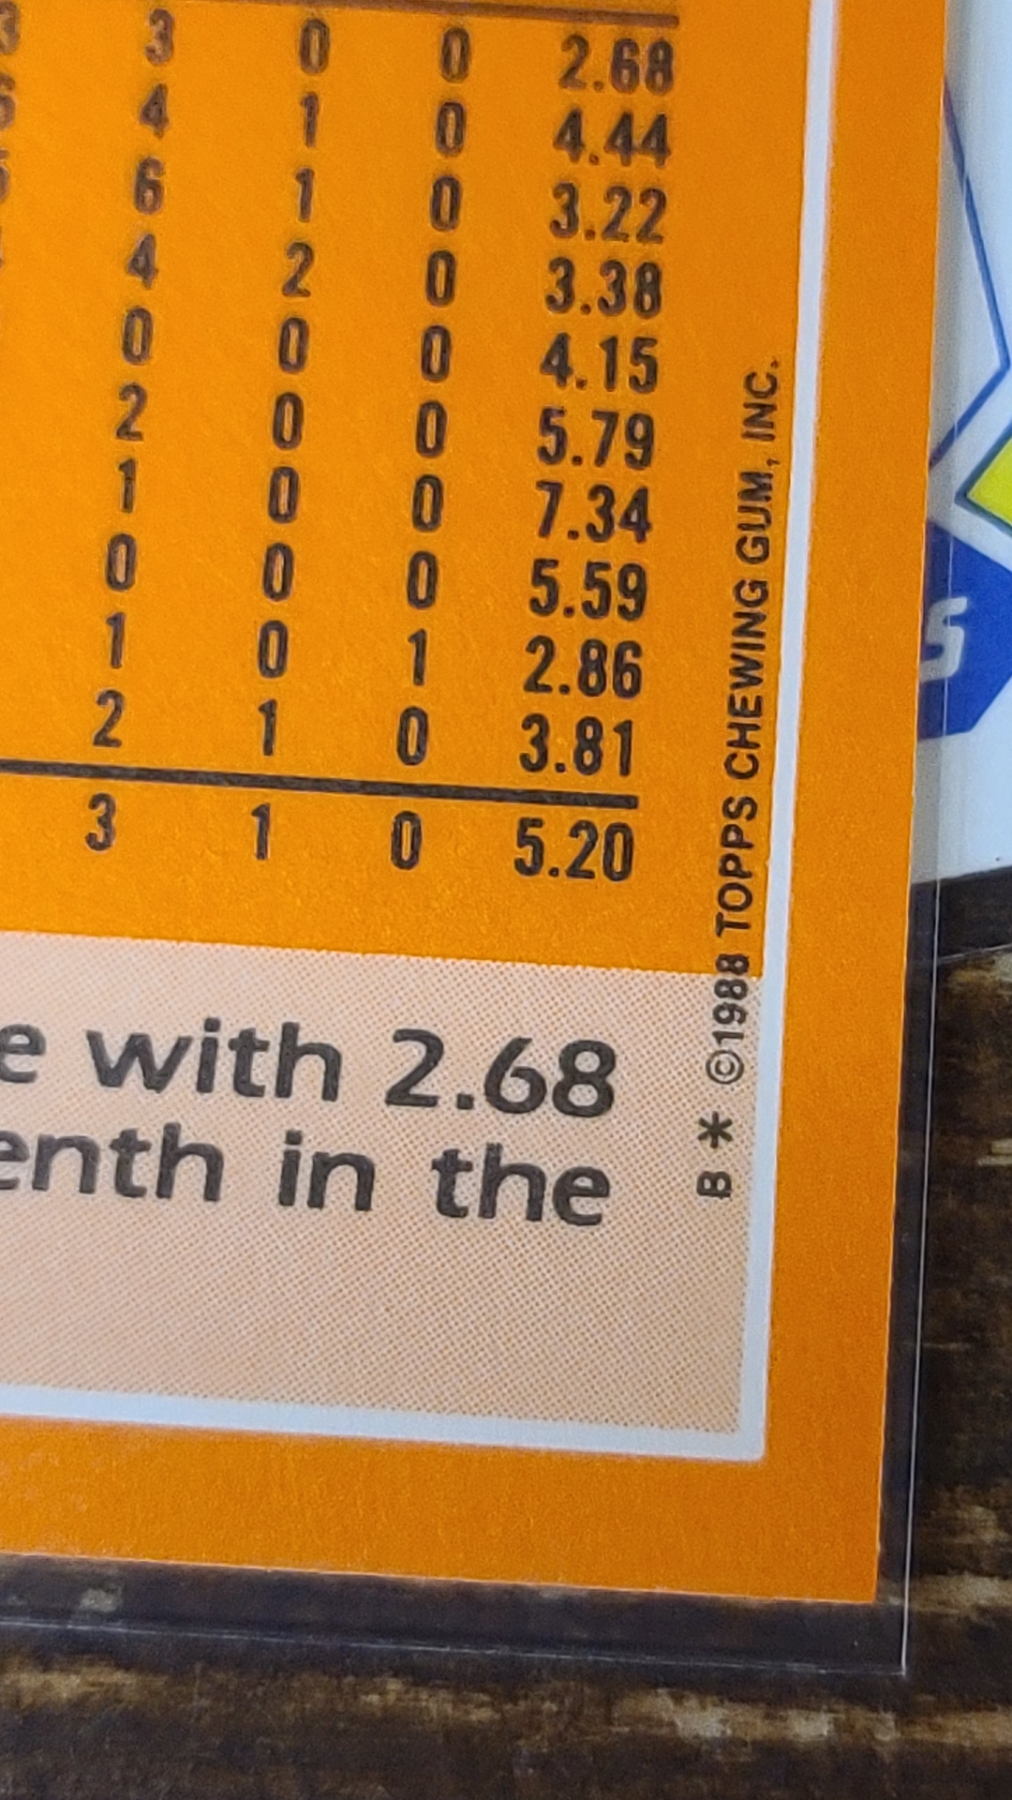 3 0 0 2.68
4 1 0 4.44
6 1 0 3.22
4 2 0 3.38
0 0 0 4.15
2 0 0 5.79
1 0 0 7.34
0 0 0 5.59
1 0 1 2.86
2 1 0 3.81
3 1 0 5.20
e with 2.68
enth in the
B * ©1988 TOPPS CHEWING GUM, INC.
S